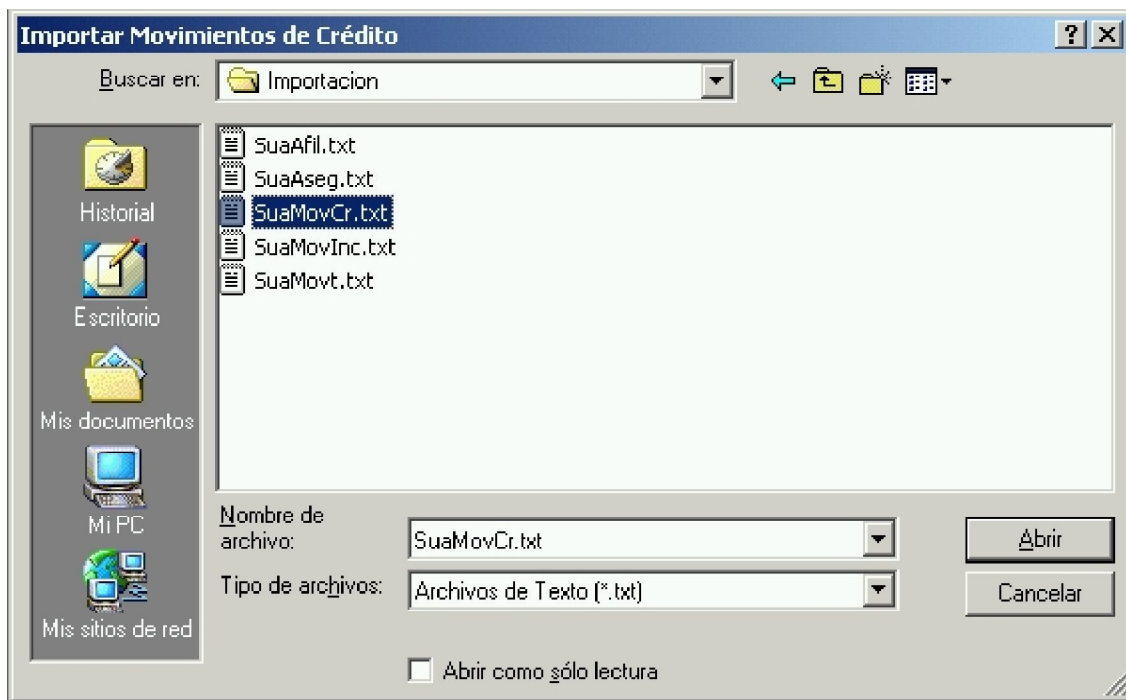 Importar Movimientos de Crédito
Buscar en:
Importacion
SuaAfil.txt
SuaAseg.txt
SuaMovCr.txt
SuaMovInc.txt
SuaMovt.txt
Historial
Escritorio
Mis documentos
Mi PC
Mis sitios de red
Nombre de
archivo:
SuaMovCr.txt
Abrir
Tipo de archivos:
Archivos de Texto (*.txt)
Cancelar
Abrir como sólo lectura